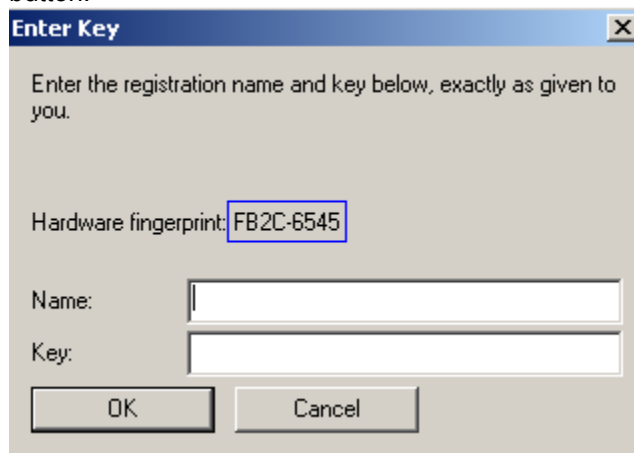 button.
Enter Key
Enter the registration name and key below, exactly as given to
you.
Hardware fingerprint: FB2C-6545
Name:
Key:
OK Cancel